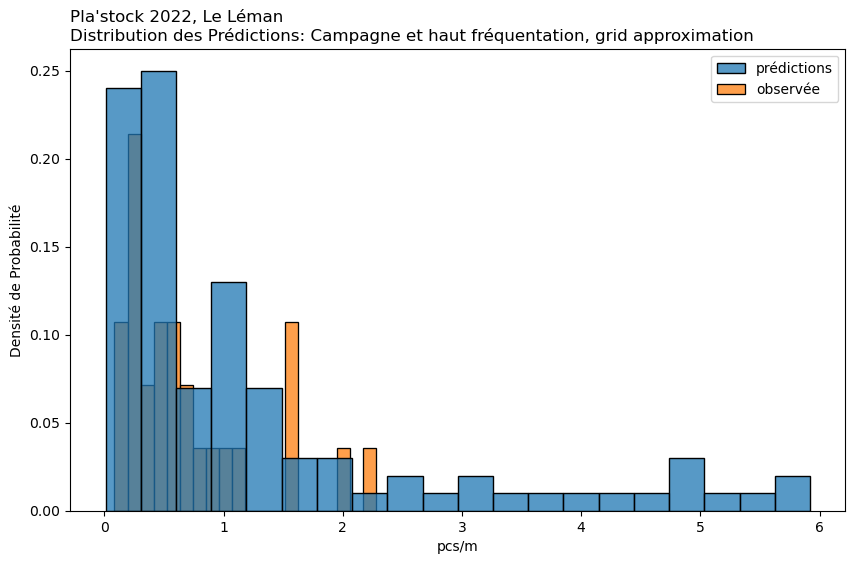 Pla'stock 2022, Le Léman
Distribution des Prédictions: Campagne et haut fréquentation, grid approximation
prédictions
observée
Densité de Probabilité
0.25
0.20
0.15
0.10
0.05
0.00
0 1 2 3 4 5 6
pcs/m